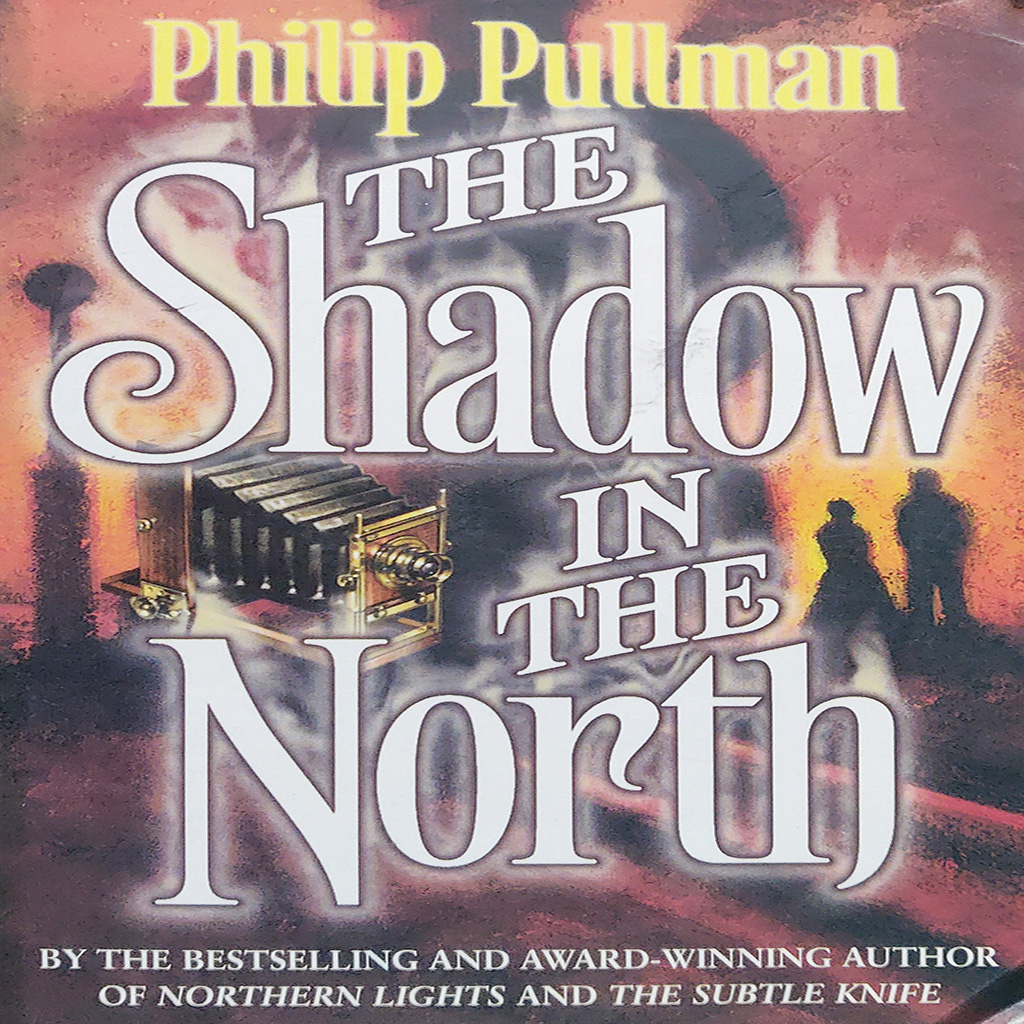 Philip Pullman
THE
Shadow
IN
THE
North
BY THE BESTSELLING AND AWARD-WINNING AUTHOR
OF NORTHERN LIGHTS AND THE SUBTLE KNIFE